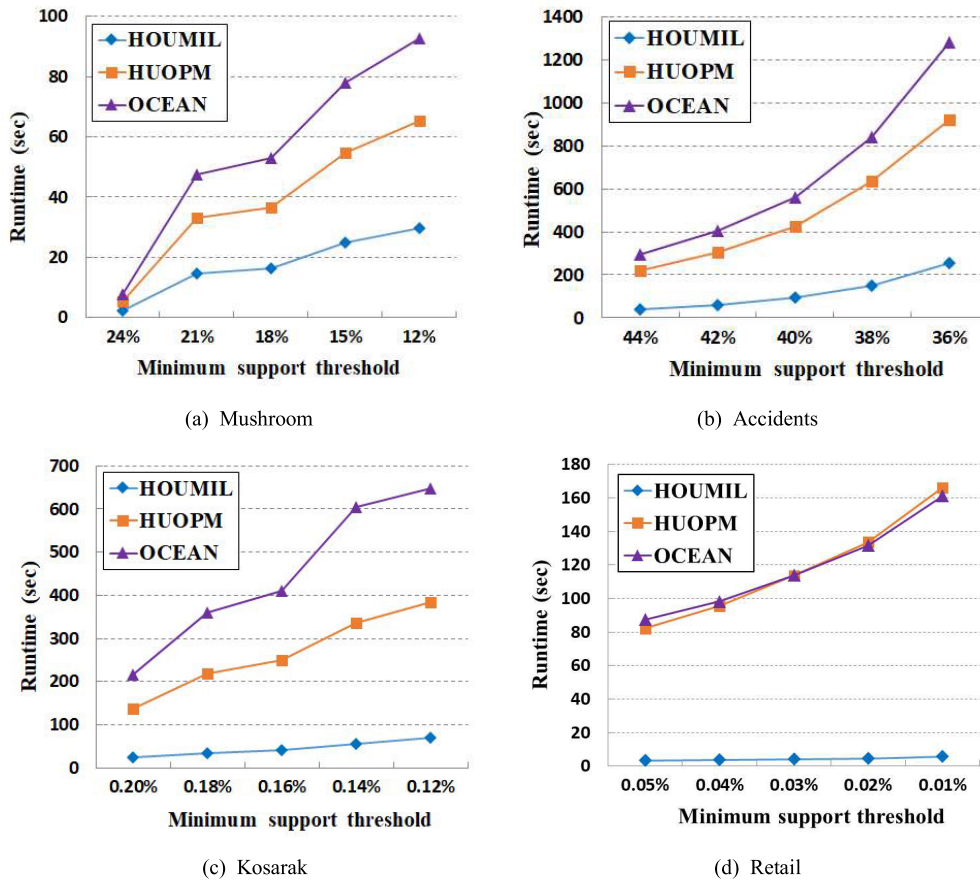 100
80
60
40
20
0
Runtime (sec)
HOUMIL
HUOPM
OCEAN
24% 21% 18% 15% 12%
Minimum support threshold
(a) Mushroom
1400
1200
1000
800
600
400
200
0
Runtime (sec)
HOUMIL
HUOPM
OCEAN
44% 42% 40% 38% 36%
Minimum support threshold
(b) Accidents
700
600
500
400
300
200
100
0
Runtime (sec)
HOUMIL
HUOPM
OCEAN
0.20% 0.18% 0.16% 0.14% 0.12%
Minimum support threshold
(c) Kosarak
180
160
140
120
100
80
60
40
20
0
Runtime (sec)
HOUMIL
HUOPM
OCEAN
0.05% 0.04% 0.03% 0.02% 0.01%
Minimum support threshold
(d) Retail